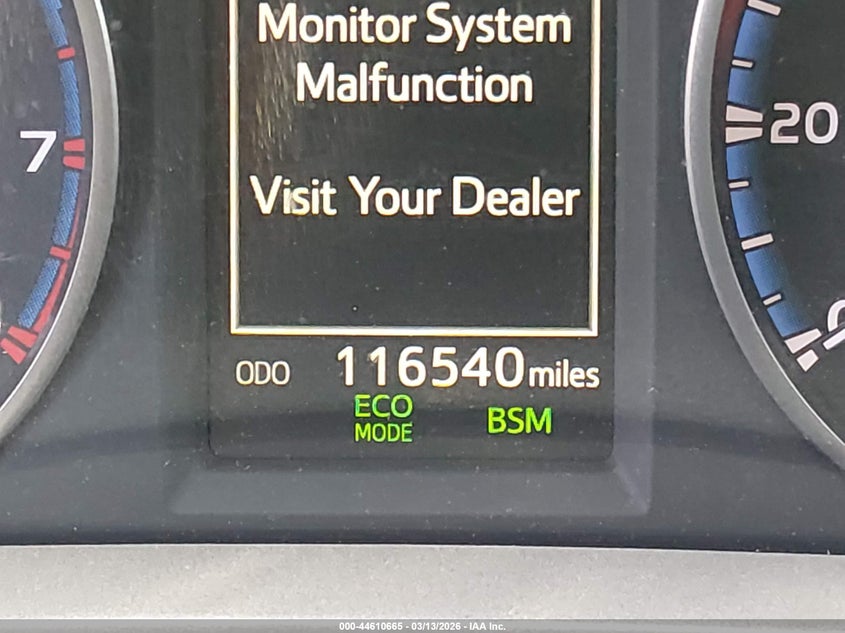 Monitor System
Malfunction
Visit Your Dealer
7
20
ODO 116540 miles
ECO
MODE
BSM
000-44610665 - 03/13/2026 - IAA Inc.